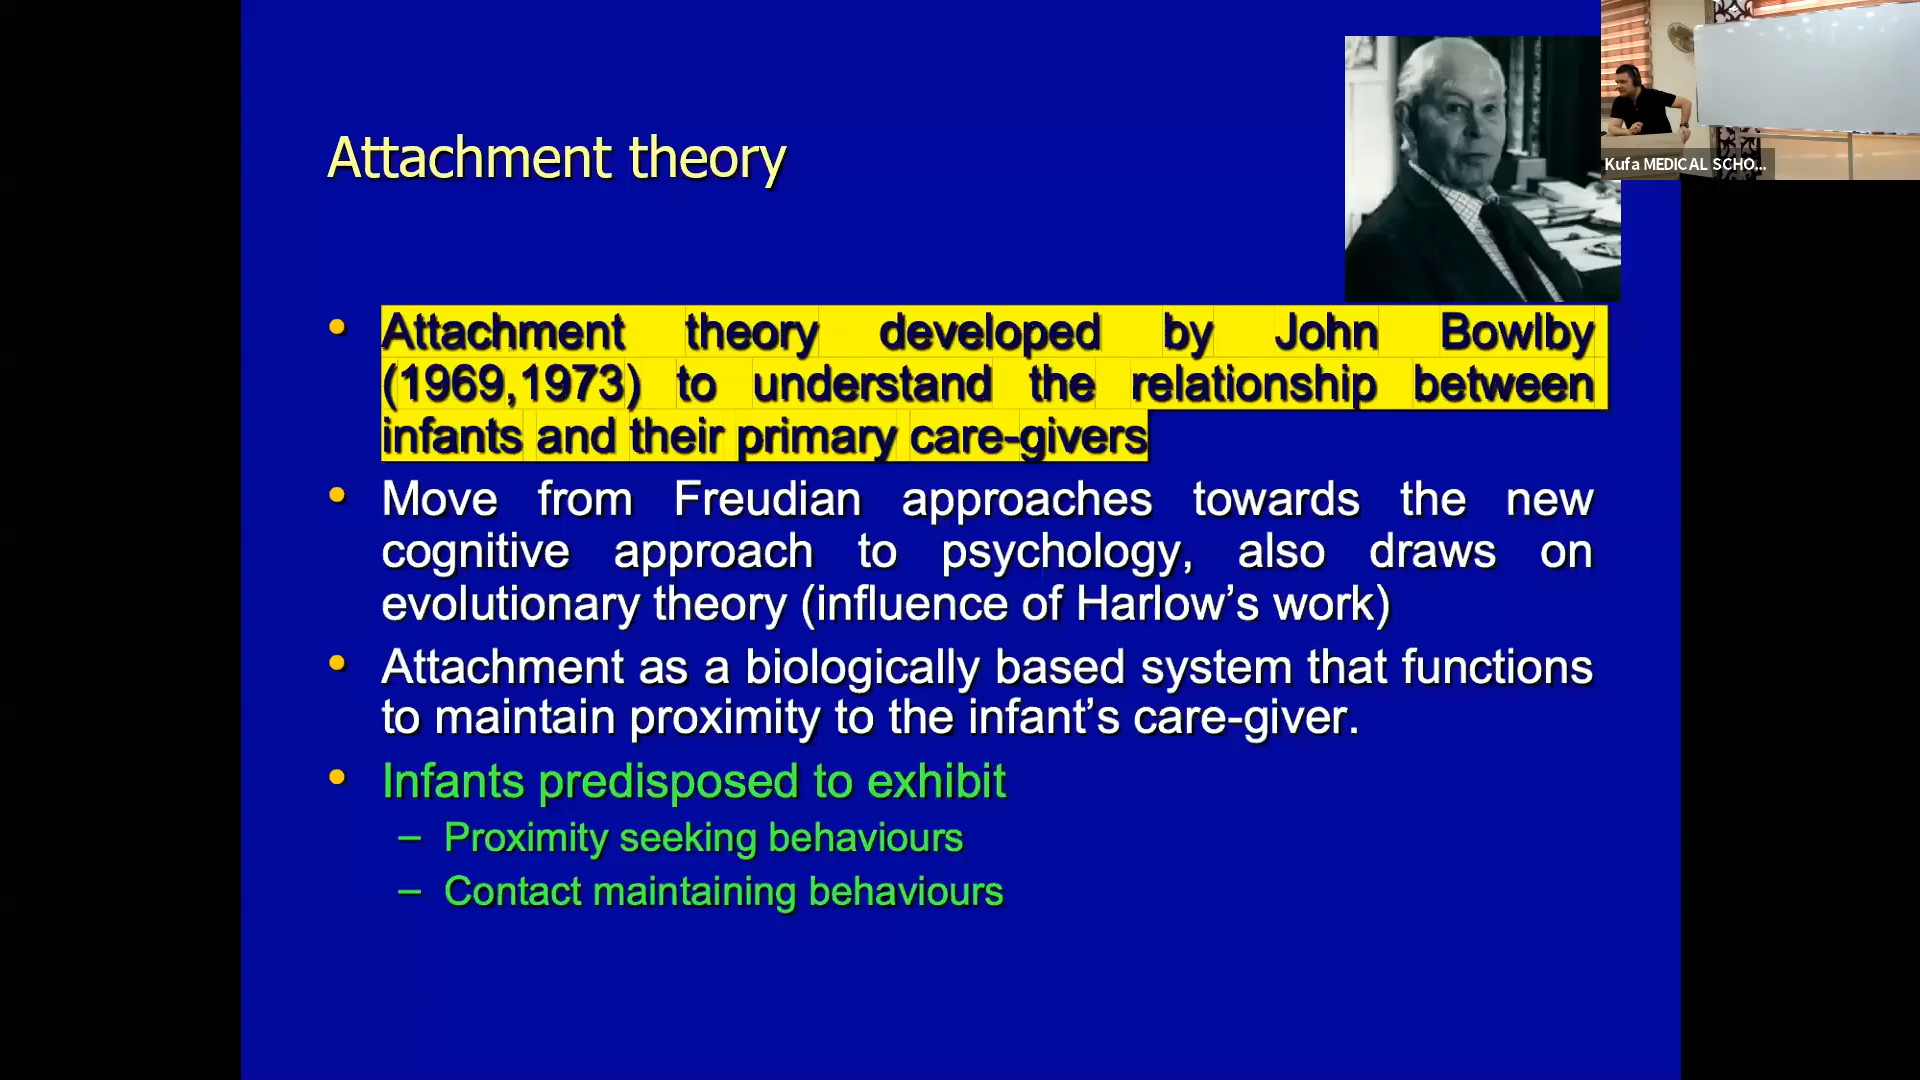 Kufa MEDICAL SCHO...
Attachment theory
• Attachment theory developed by John Bowlby
(1969,1973) to understand the relationship between
infants and their primary care-givers
• Move from Freudian approaches towards the new
cognitive approach to psychology, also draws on
evolutionary theory (influence of Harlow’s work)
• Attachment as a biologically based system that functions
to maintain proximity to the infant’s care-giver.
• Infants predisposed to exhibit
– Proximity seeking behaviours
– Contact maintaining behaviours